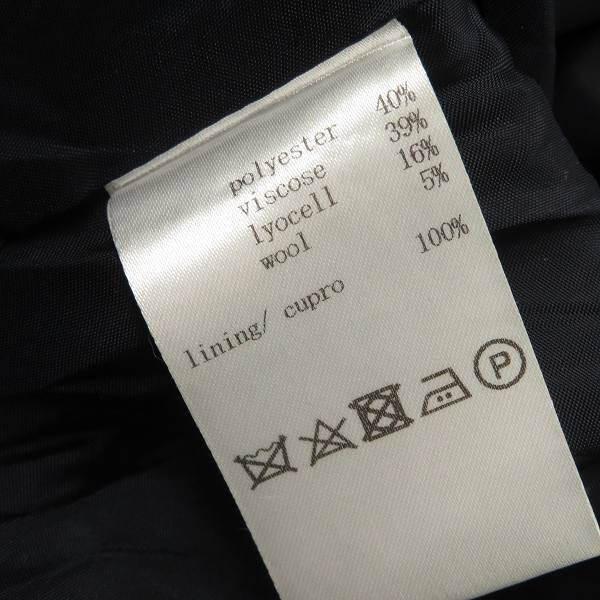 polyester 40%
viscose 39%
lyocell 16%
wool 5%
lining/ cupro 100%
P